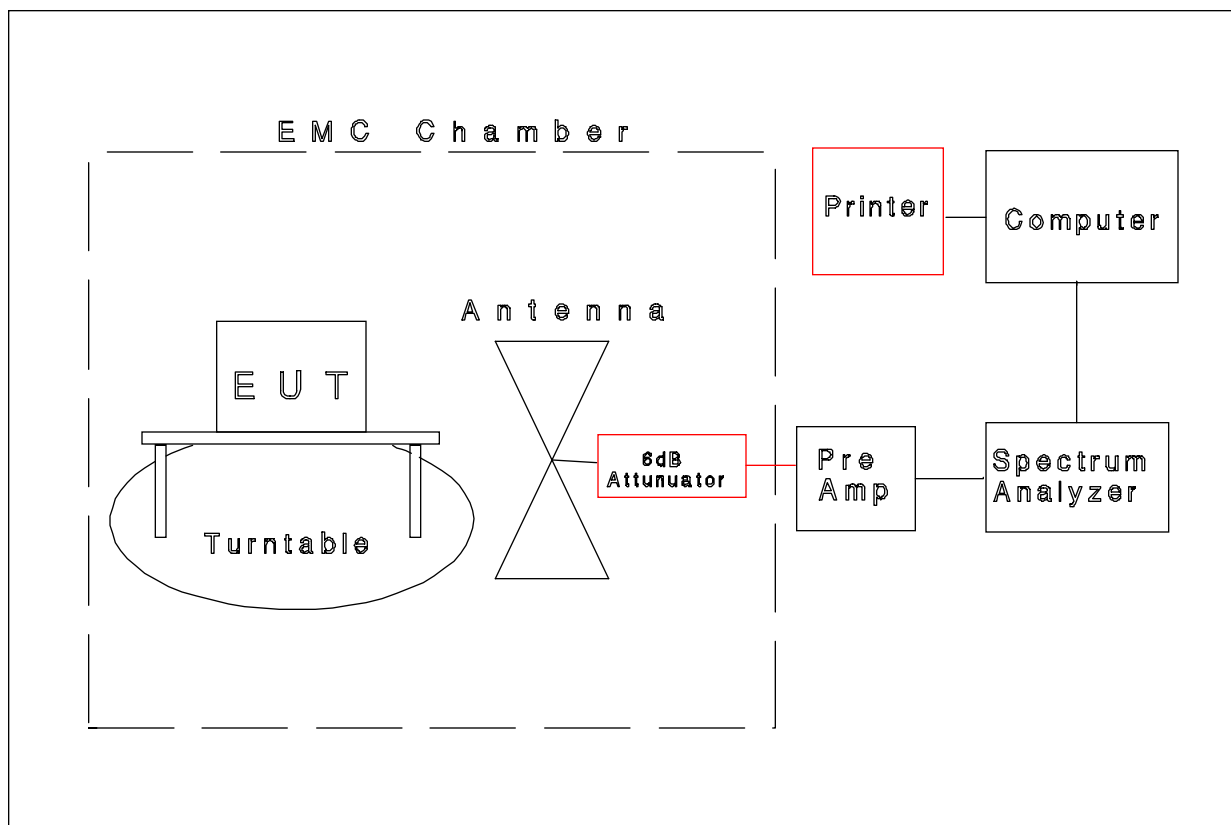 EMC Chamber
Printer
Computer
Antenna
EUT
6dB
Attunuator
Pre
Amp
Spectrum
Analyzer
Turntable